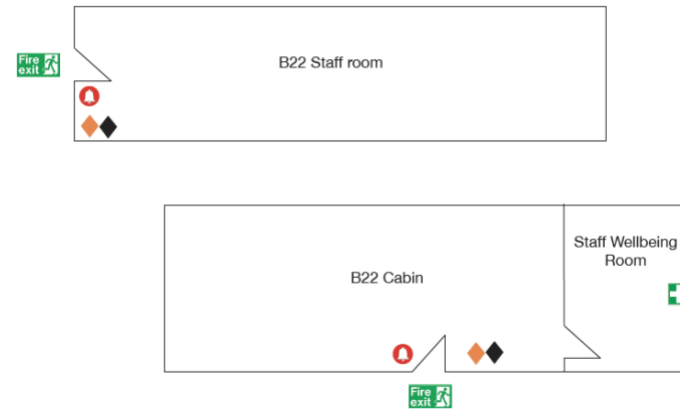 Fire
exit
B22 Staff room
Staff Wellbeing
Room
B22 Cabin
Fire
exit